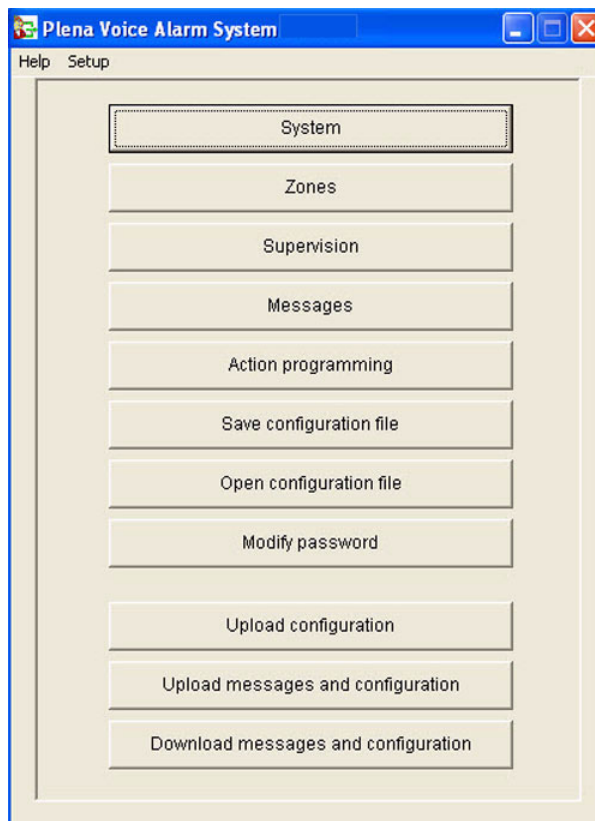 Plena Voice Alarm System
Help Setup
System
Zones
Supervision
Messages
Action programming
Save configuration file
Open configuration file
Modify password
Upload configuration
Upload messages and configuration
Download messages and configuration